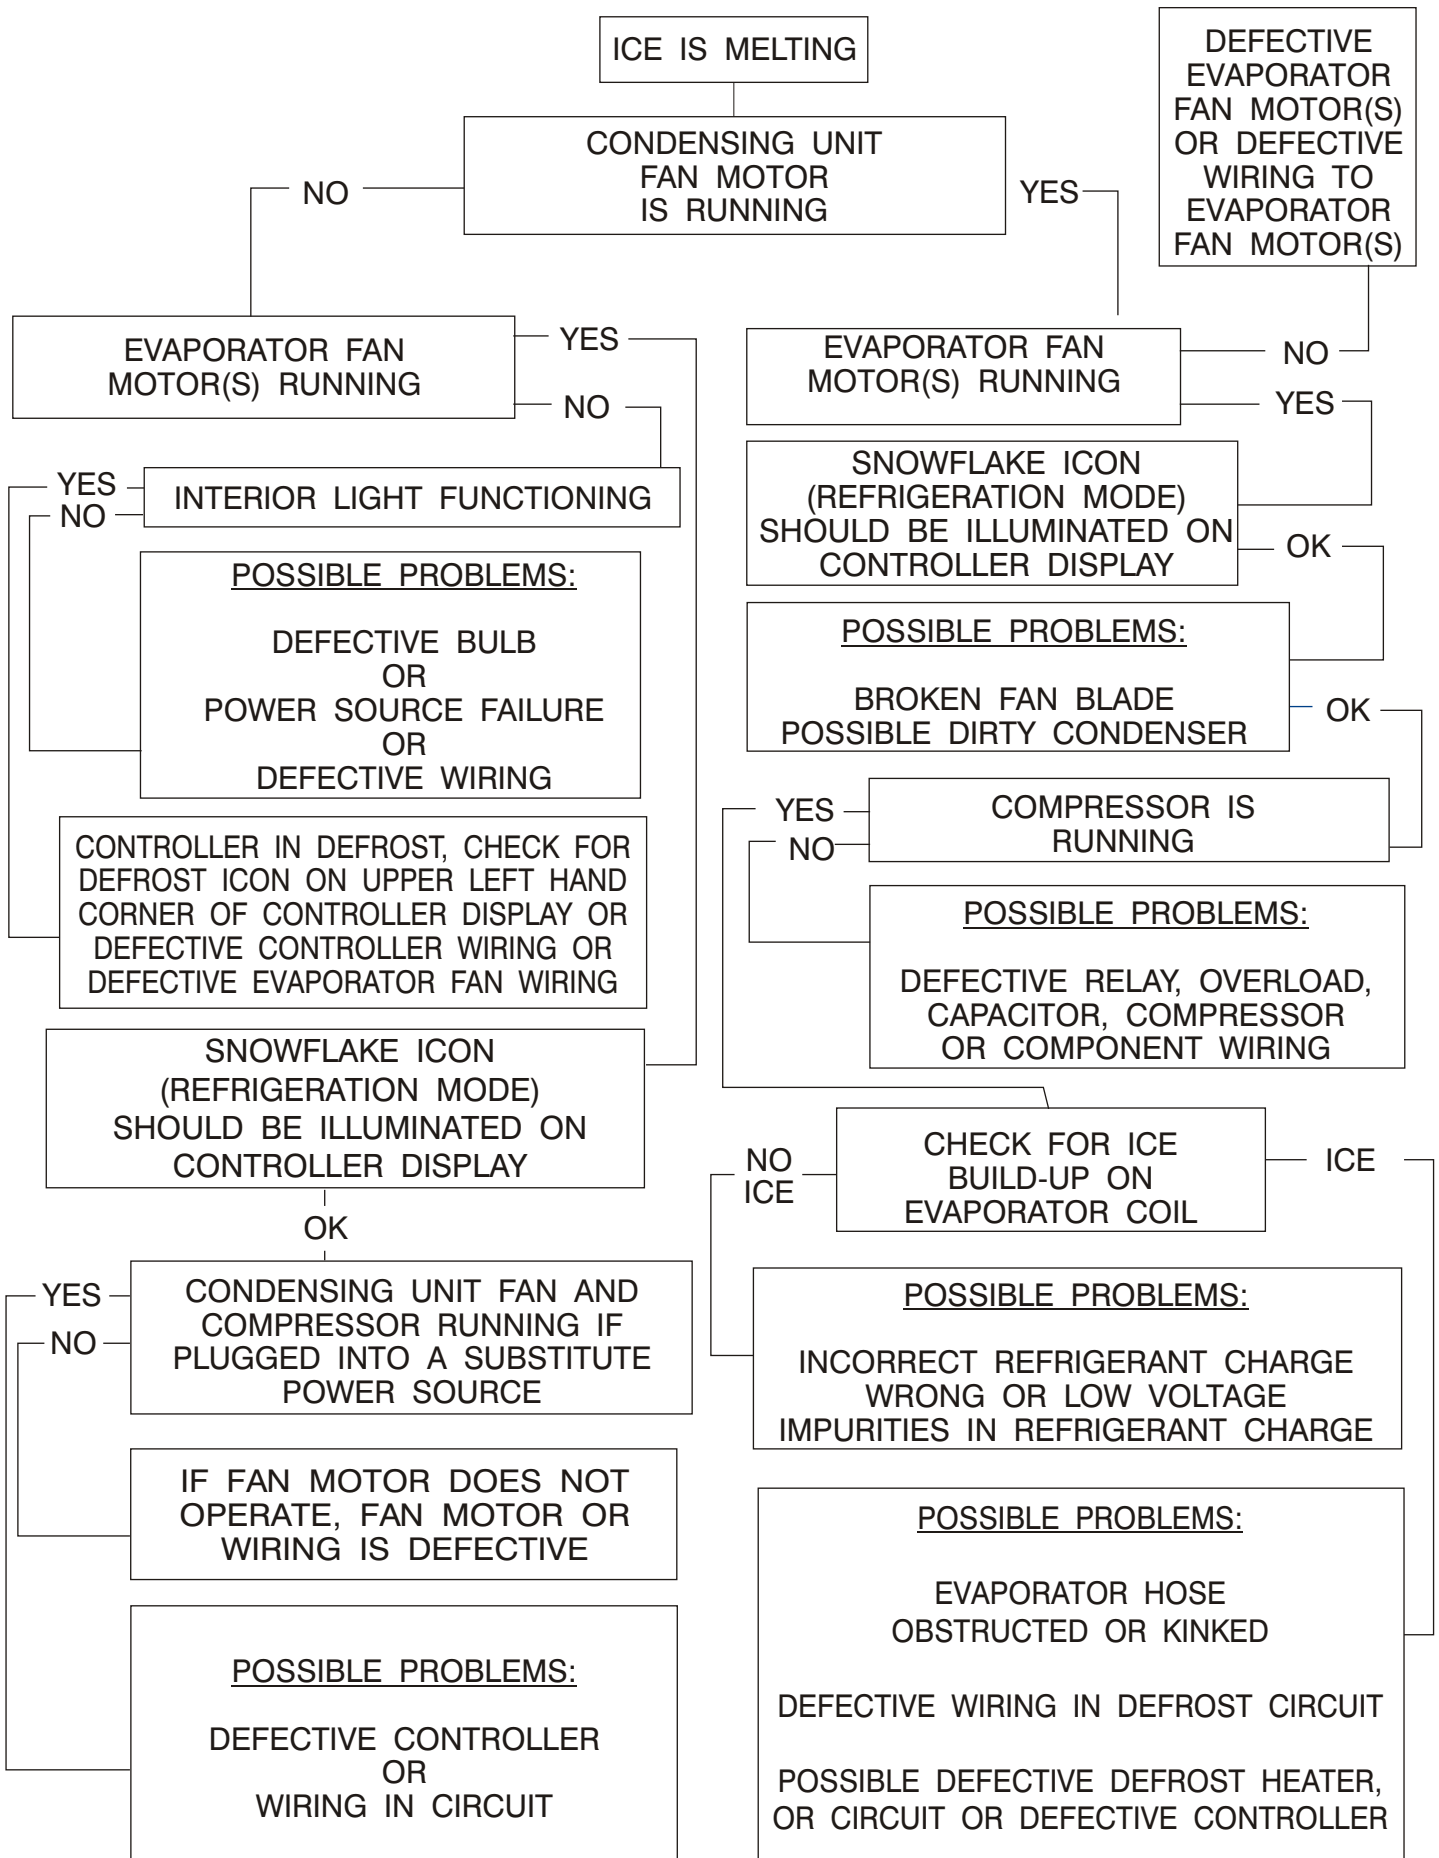 ICE IS MELTING
DEFECTIVE
EVAPORATOR
FAN MOTOR(S)
OR DEFECTIVE
WIRING TO
EVAPORATOR
FAN MOTOR(S)
CONDENSING UNIT
FAN MOTOR
IS RUNNING
NO
YES
EVAPORATOR FAN
MOTOR(S) RUNNING
YES
NO
INTERIOR LIGHT FUNCTIONING
YES
NO
POSSIBLE PROBLEMS:
DEFECTIVE BULB
OR
POWER SOURCE FAILURE
OR
DEFECTIVE WIRING
CONTROLLER IN DEFROST, CHECK FOR
DEFROST ICON ON UPPER LEFT HAND
CORNER OF CONTROLLER DISPLAY OR
DEFECTIVE CONTROLLER WIRING OR
DEFECTIVE EVAPORATOR FAN WIRING
SNOWFLAKE ICON
(REFRIGERATION MODE)
SHOULD BE ILLUMINATED ON
CONTROLLER DISPLAY
OK
CONDENSING UNIT FAN AND
COMPRESSOR RUNNING IF
PLUGGED INTO A SUBSTITUTE
POWER SOURCE
YES
NO
IF FAN MOTOR DOES NOT
OPERATE, FAN MOTOR OR
WIRING IS DEFECTIVE
POSSIBLE PROBLEMS:
DEFECTIVE CONTROLLER
OR
WIRING IN CIRCUIT
EVAPORATOR FAN
MOTOR(S) RUNNING
NO
YES
SNOWFLAKE ICON
(REFRIGERATION MODE)
SHOULD BE ILLUMINATED ON
CONTROLLER DISPLAY
OK
POSSIBLE PROBLEMS:
BROKEN FAN BLADE
POSSIBLE DIRTY CONDENSER
OK
COMPRESSOR IS
RUNNING
YES
NO
POSSIBLE PROBLEMS:
DEFECTIVE RELAY, OVERLOAD,
CAPACITOR, COMPRESSOR
OR COMPONENT WIRING
CHECK FOR ICE
BUILD-UP ON
EVAPORATOR COIL
NO
ICE
ICE
POSSIBLE PROBLEMS:
INCORRECT REFRIGERANT CHARGE
WRONG OR LOW VOLTAGE
IMPURITIES IN REFRIGERANT CHARGE
POSSIBLE PROBLEMS:
EVAPORATOR HOSE
OBSTRUCTED OR KINKED
DEFECTIVE WIRING IN DEFROST CIRCUIT
POSSIBLE DEFECTIVE DEFROST HEATER,
OR CIRCUIT OR DEFECTIVE CONTROLLER